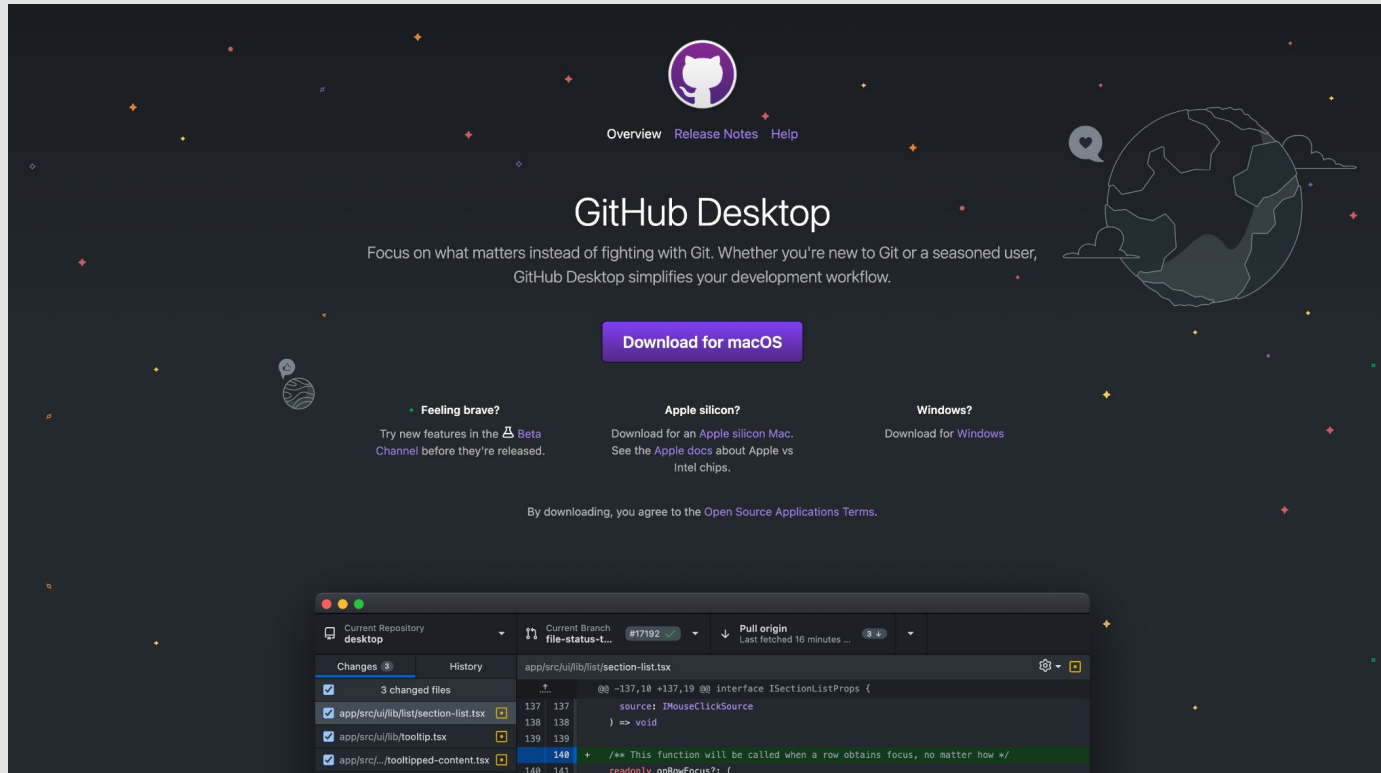 Overview Release Notes Help
GitHub Desktop
Focus on what matters instead of fighting with Git. Whether you're new to Git or a seasoned user,
GitHub Desktop simplifies your development workflow.
Download for macOS
Feeling brave?
Try new features in the Beta
Channel before they're released.
Apple silicon?
Download for an Apple silicon Mac.
See the Apple docs about Apple vs
Intel chips.
Windows?
Download for Windows
By downloading, you agree to the Open Source Applications Terms.
Current Repository
desktop
Current Branch
file-status-t... #17192
Pull origin
Last fetched 16 minutes ... 3
Changes 3 History
app/src/ui/lib/list/section-list.tsx
3 changed files
app/src/ui/lib/list/section-list.tsx
app/src/ui/lib/tooltip.tsx
app/src/.../tooltipped-content.tsx
@@ -137,10 +137,19 @@ interface ISectionListProps {
137 137 source: IMouseClickSource
138 138 ) => void
139 139
140 + /** This function will be called when a row obtains focus, no matter how */
140 141 readonly onRowFocus?: (